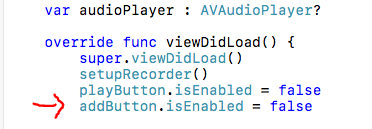 var audioPlayer : AVAudioPlayer?
override func viewDidLoad() {
super.viewDidLoad()
setupRecorder()
playButton.isEnabled = false
addButton.isEnabled = false